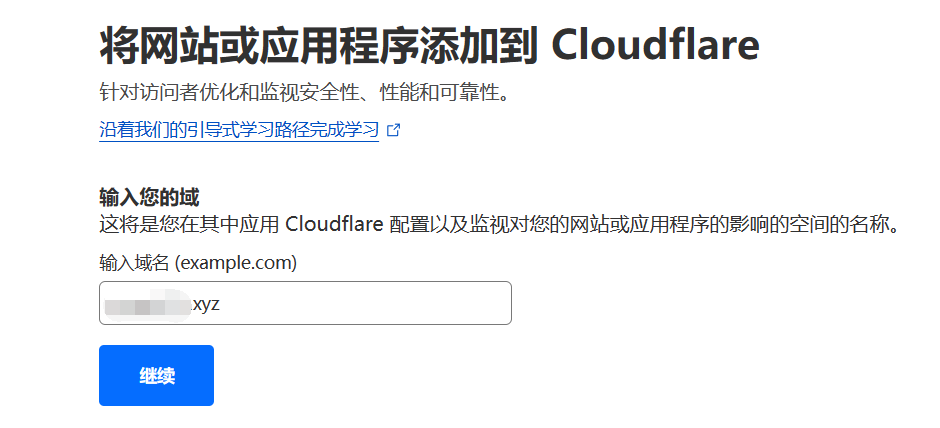 将网站或应用程序添加到 Cloudflare
针对访问者优化和监视安全性、性能和可靠性。
沿着我们的引导式学习路径完成学习
输入您的域
这将是您在其中应用 Cloudflare 配置以及监视对您的网站或应用程序的影响的空间的名称。
输入域名 (example.com)
.xyz
继续